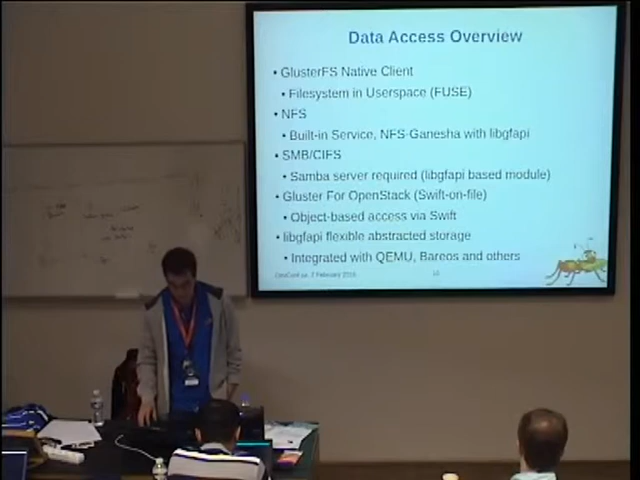 Data Access Overview
• GlusterFS Native Client
• Filesystem in Userspace (FUSE)
• NFS
• Built-in Service, NFS-Ganesha with libgfapi
• SMB/CIFS
• Samba server required (libgfapi based module)
• Gluster For OpenStack (Swift-on-file)
• Object-based access via Swift
• libgfapi flexible abstracted storage
• Integrated with QEMU, Bareos and others